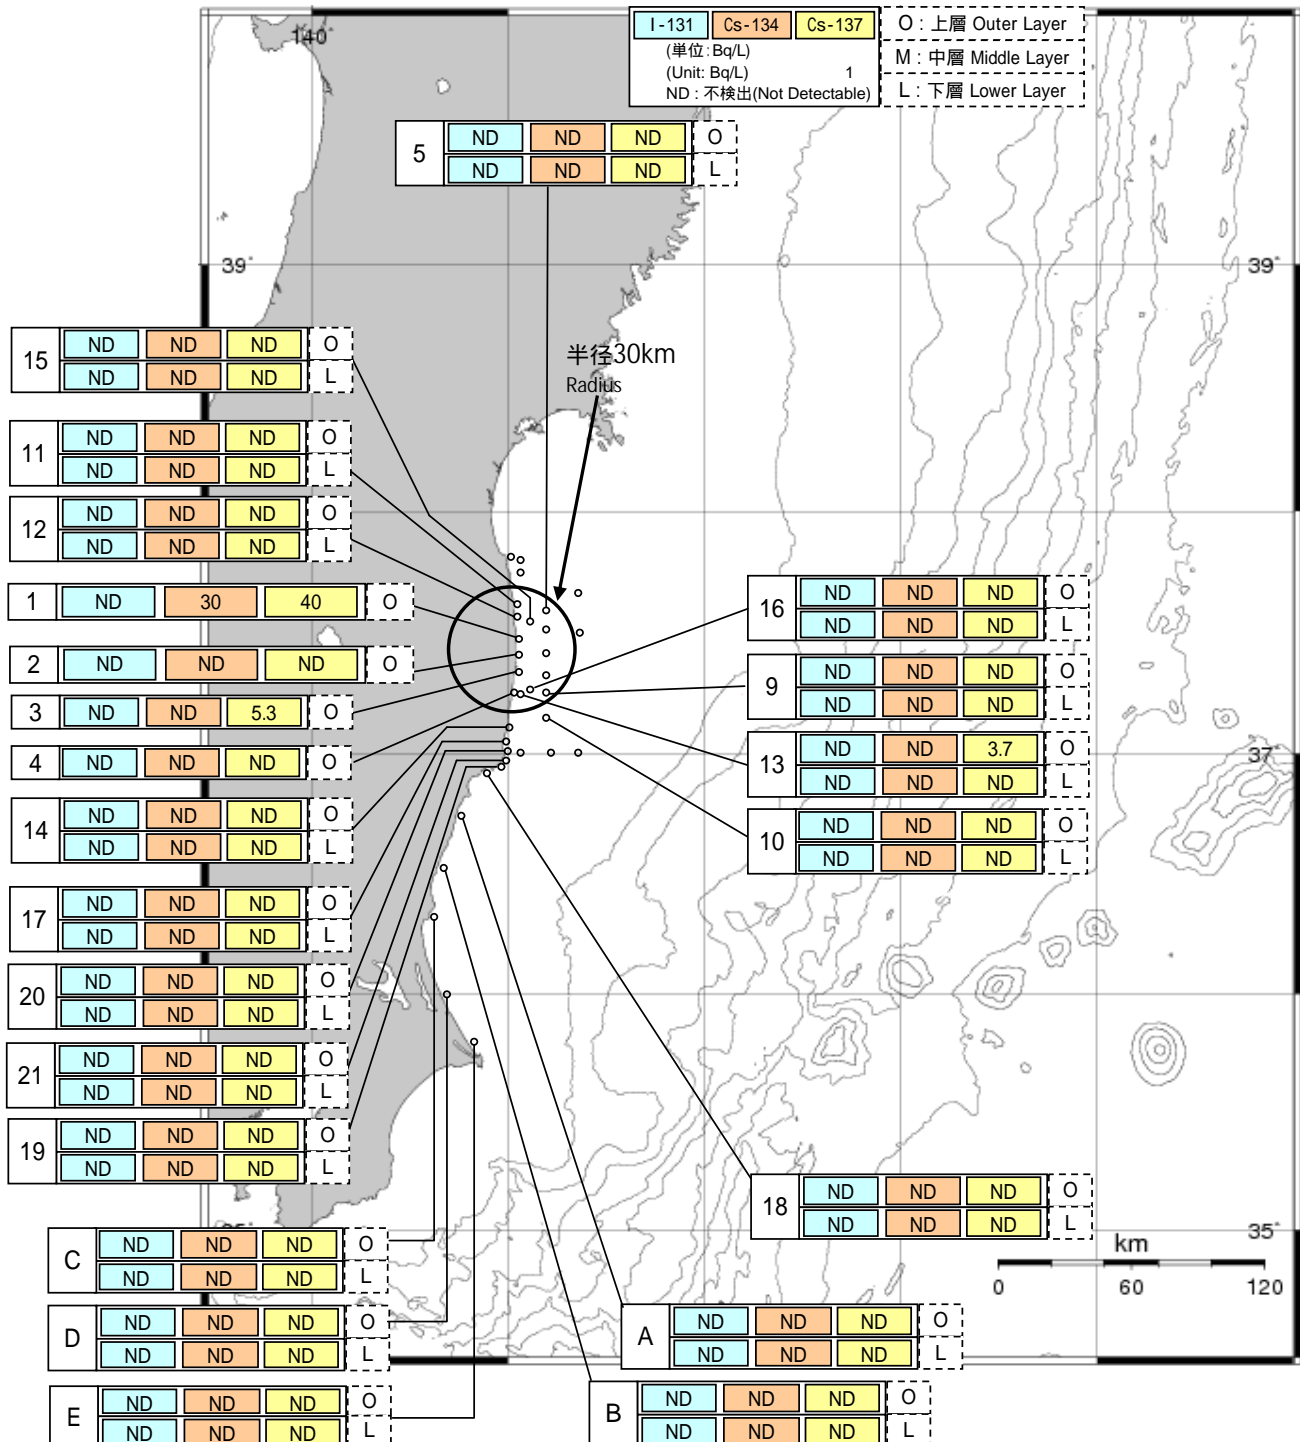 140°
I-131 Cs-134 Cs-137
(単位:Bq/L)
(Unit: Bq/L) 1
ND : 不検出(Not Detectable)
O : 上層 Outer Layer
M : 中層 Middle Layer
L : 下層 Lower Layer
5
ND ND ND O
ND ND ND L
39° 39°
半径30km
Radius
15
ND ND ND O
ND ND ND L
11
ND ND ND O
ND ND ND L
12
ND ND ND O
ND ND ND L
1 ND 30 40 O
2 ND ND ND O
3 ND ND 5.3 O
4 ND ND ND O
14
ND ND ND O
ND ND ND L
17
ND ND ND O
ND ND ND L
20
ND ND ND O
ND ND ND L
21
ND ND ND O
ND ND ND L
19
ND ND ND O
ND ND ND L
16
ND ND ND O
ND ND ND L
9
ND ND ND O
ND ND ND L
37°
13
ND ND 3.7 O
ND ND ND L
10
ND ND ND O
ND ND ND L
18
ND ND ND O
ND ND ND L
35°
km
0 60 120
C
ND ND ND O
ND ND ND L
D
ND ND ND O
ND ND ND L
E
ND ND ND O
ND ND ND L
A
ND ND ND O
ND ND ND L
B
ND ND ND O
ND ND ND L